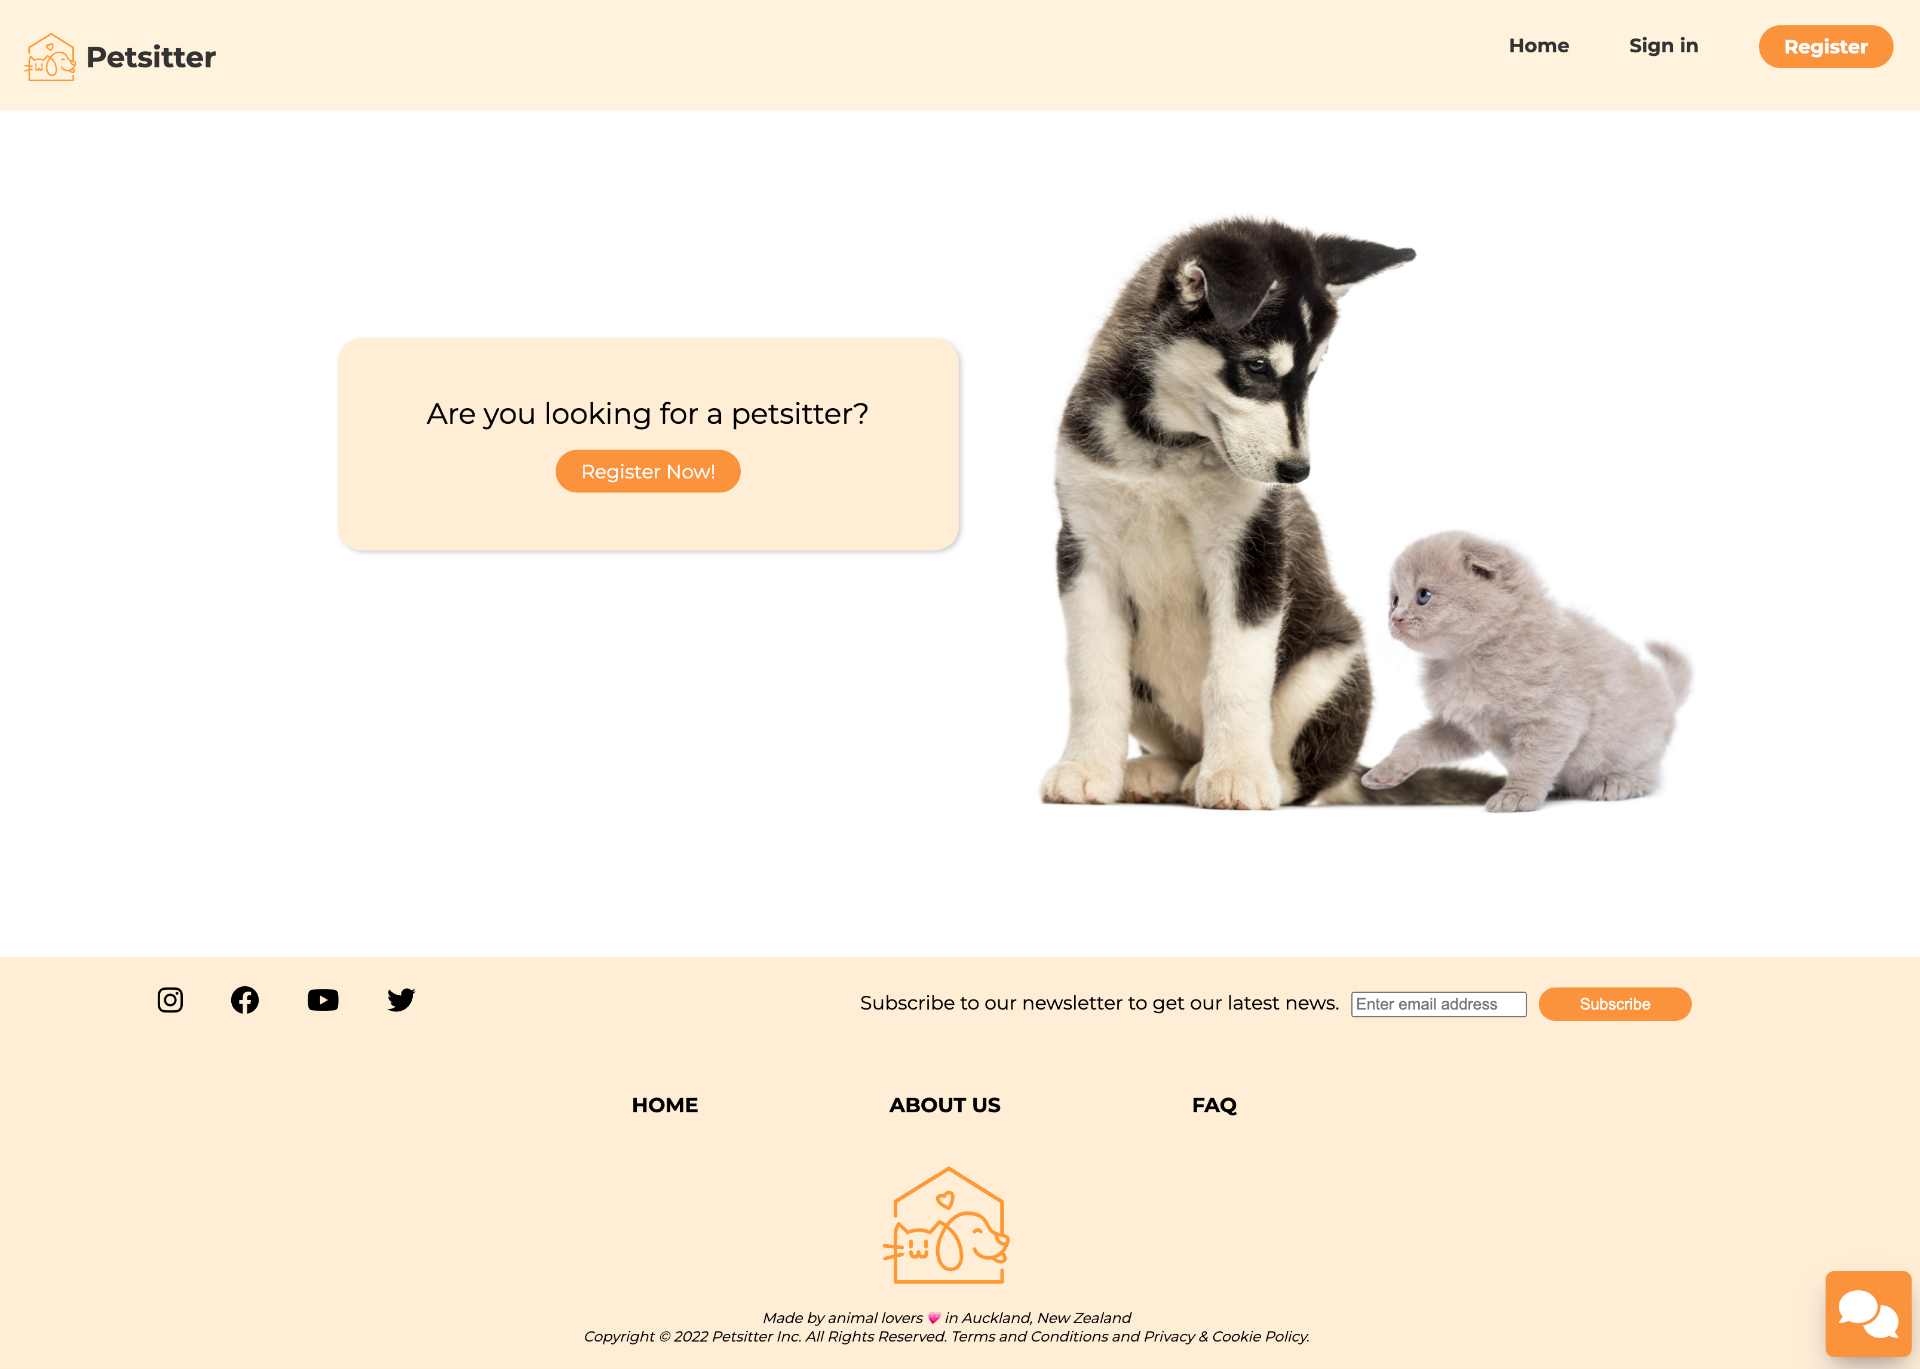 Petsitter
Home
Sign in
Register
Are you looking for a petsitter?
Register Now!
Subscribe to our newsletter to get our latest news.
Enter email address
Subscribe
HOME
ABOUT US
FAQ
Made by animal lovers 💗 in Auckland, New Zealand
Copyright © 2022 Petsitter Inc. All Rights Reserved. Terms and Conditions and Privacy & Cookie Policy.